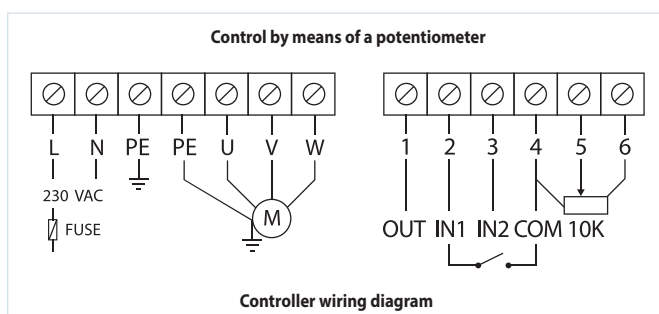 Control by means of a potentiometer
L N PE PE U V W 1 2 3 4 5 6
230 VAC
FUSE
M
OUT IN1 IN2 COM 10K
Controller wiring diagram